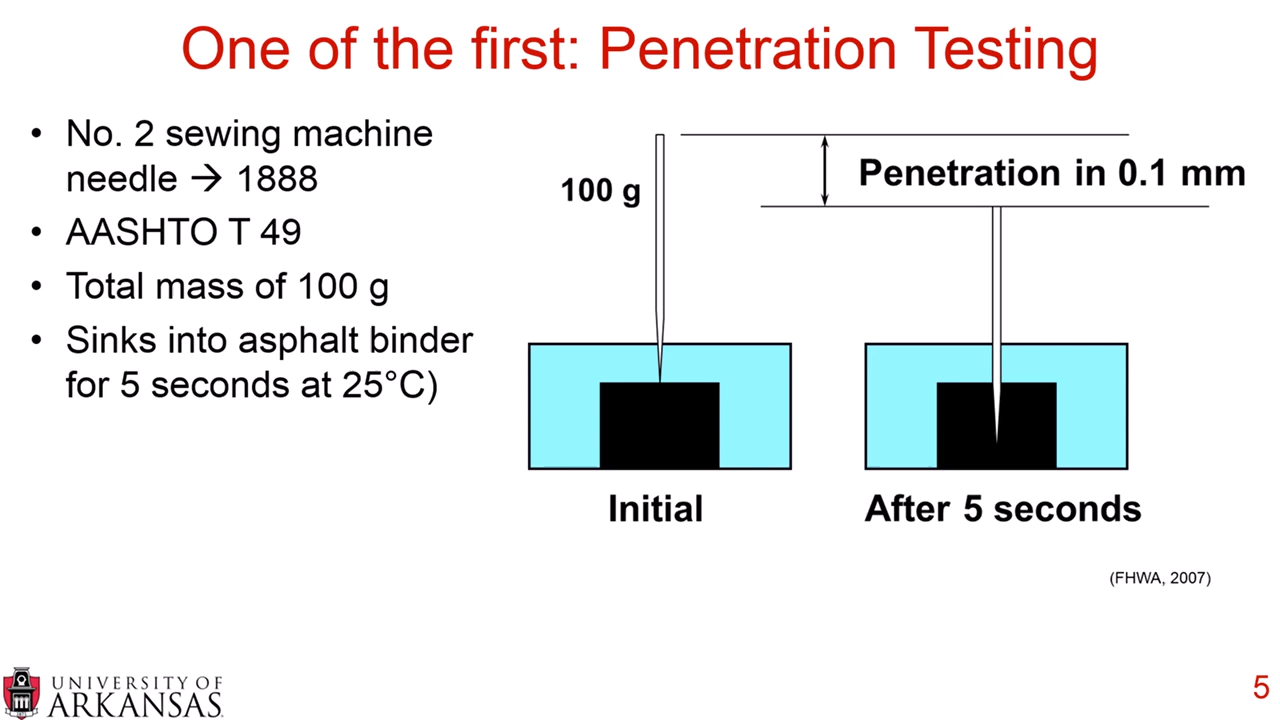 One of the first: Penetration Testing
• No. 2 sewing machine
needle → 1888
• AASHTO T 49
• Total mass of 100 g
• Sinks into asphalt binder
for 5 seconds at 25°C)
100 g
Penetration in 0.1 mm
Initial
After 5 seconds
(FHWA, 2007)
UNIVERSITY OF
ARKANSAS
5